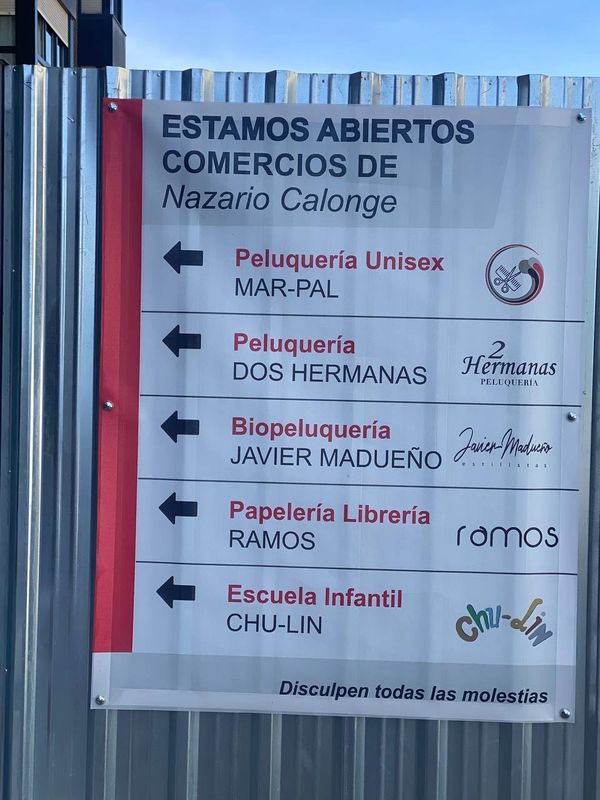 ESTAMOS ABIERTOS
COMERCIOS DE
Nazario Calonge
Peluquería Unisex
MAR-PAL
Peluquería
DOS HERMANAS
2
Hermanas
PELUQUERÍA
Biopeluquería
JAVIER MADUEÑO
Javier Madueño
estilistas
Papelería Librería
RAMOS
ramos
Escuela Infantil
CHU-LIN
chu-Lin
Disculpen todas las molestias